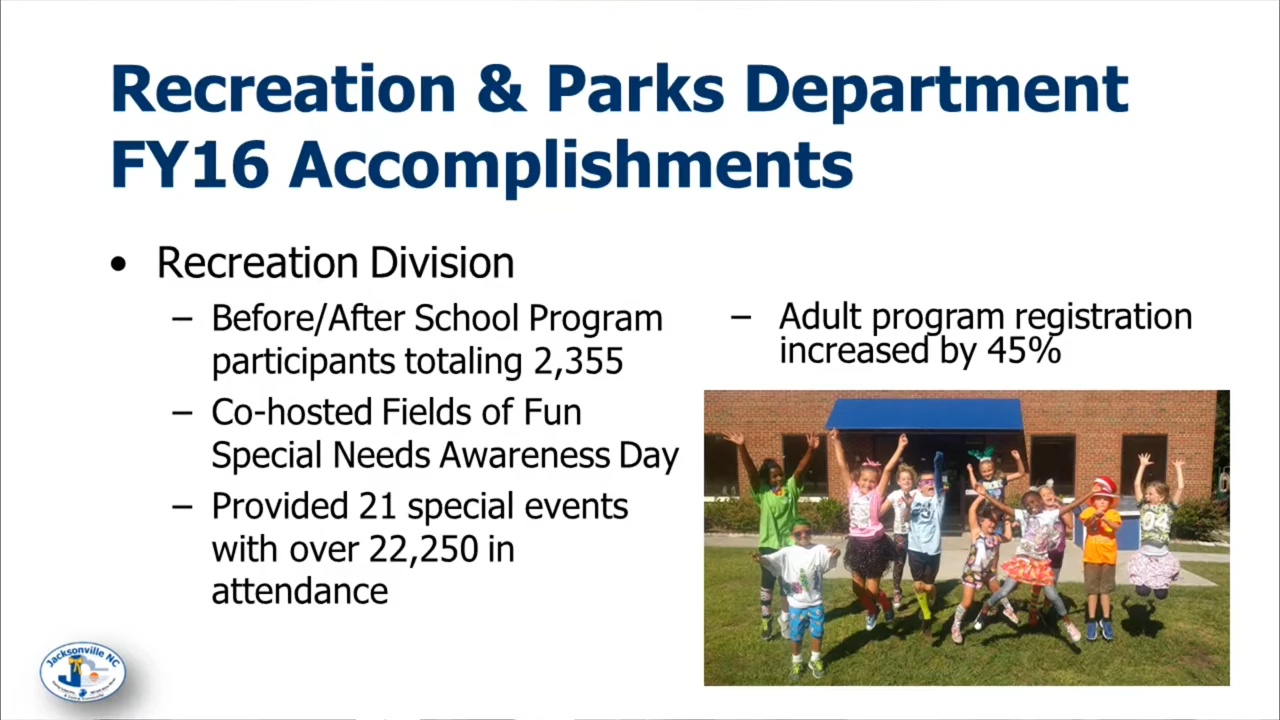 Recreation & Parks Department
FY16 Accomplishments
• Recreation Division
– Before/After School Program
participants totaling 2,355
– Co-hosted Fields of Fun
Special Needs Awareness Day
– Provided 21 special events
with over 22,250 in
attendance
– Adult program registration
increased by 45%
Jacksonville NC